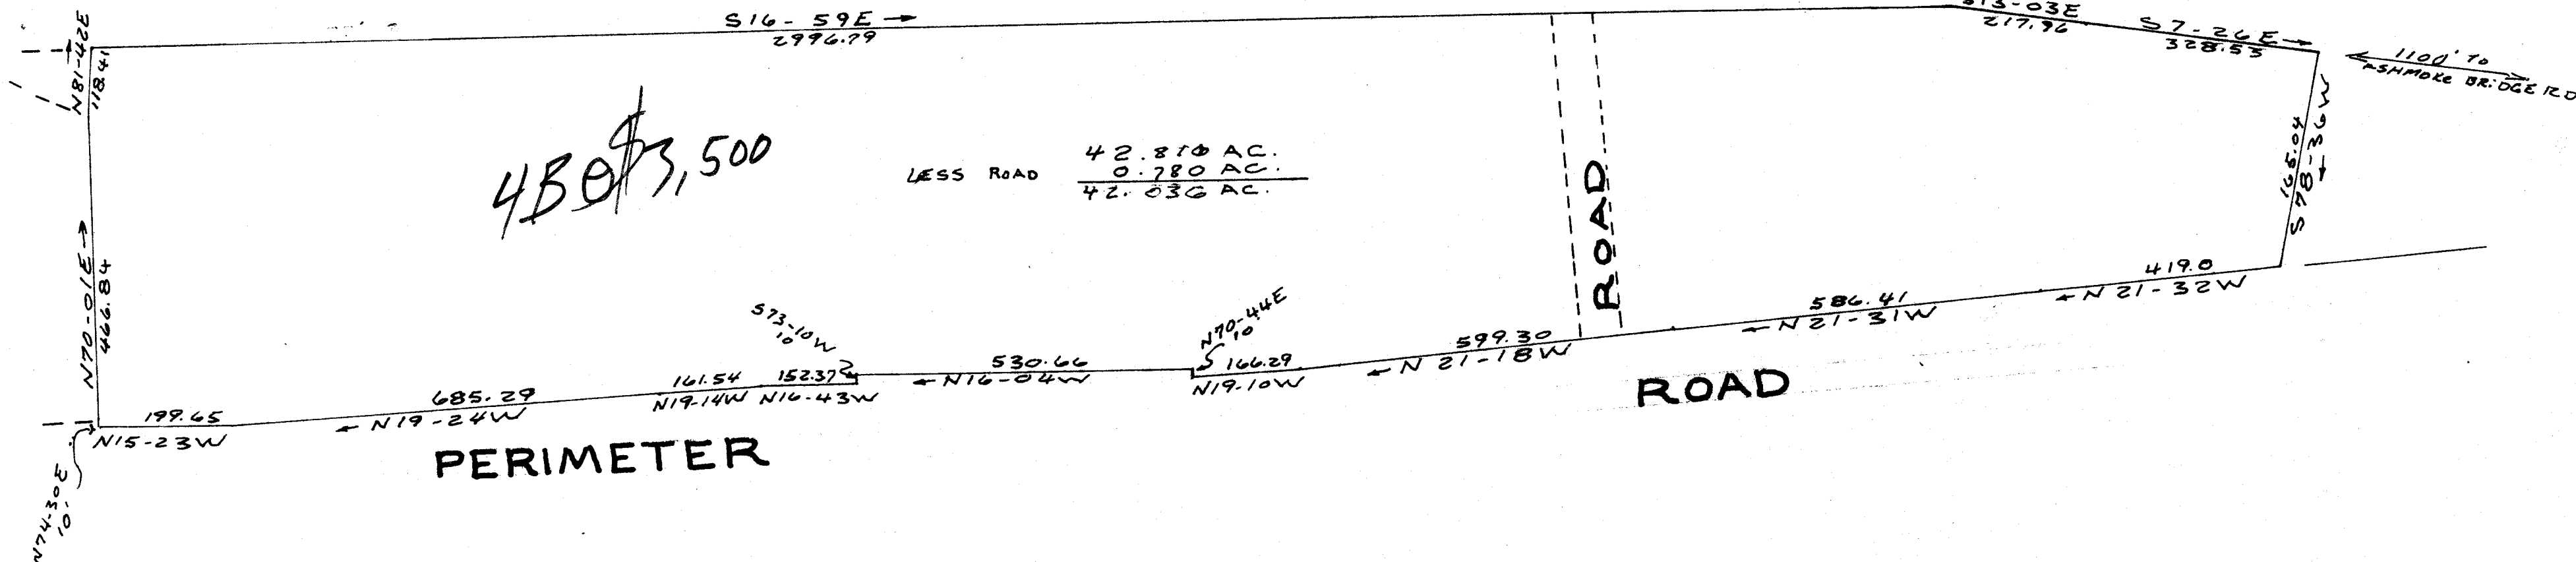 S16-59E →
2996.79
S13-03E
217.96
S7-26E →
328.53
1100' TO
ASHMORE BRIDGE RD
N81-42E
118.41
4B @ $3,500
LESS ROAD
42.810 AC.
0.780 AC.
42.036 AC.
ROAD
165.04
S78-36W
N70-01E →
466.84
S73-10W
10
N70-44E
10
199.65
N15-23W
685.29
← N19-24W
161.54
N19-14W
152.37
N16-43W
530.66
← N16-04W
166.29
N19-10W
599.30
← N21-18W
586.41
← N21-31W
419.0
← N21-32W
PERIMETER ROAD
N74-30E
10'